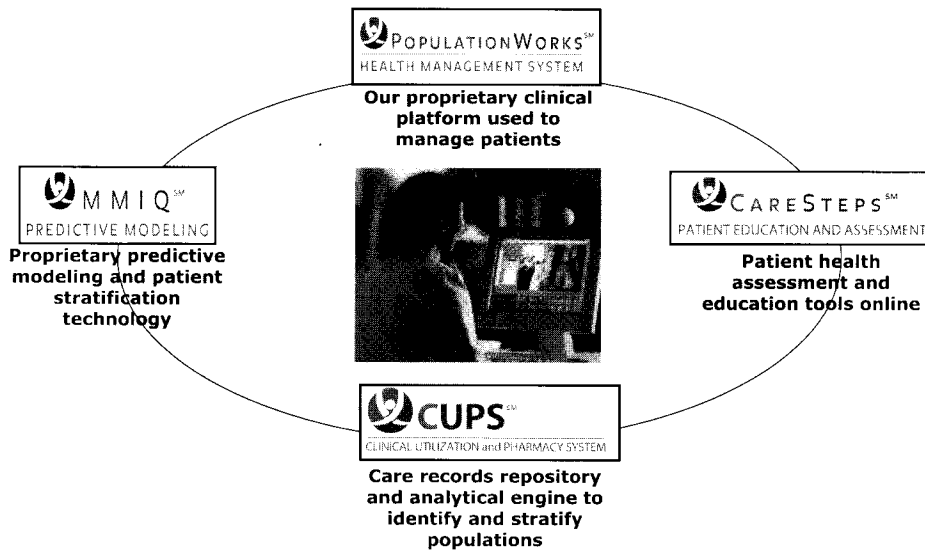 POPULATIONWORKS℠
HEALTH MANAGEMENT SYSTEM
Our proprietary clinical
platform used to
manage patients
MMIQ℠
PREDICTIVE MODELING
Proprietary predictive
modeling and patient
stratification
technology
CARESTEPS℠
PATIENT EDUCATION AND ASSESSMENT
Patient health
assessment and
education tools online
CUPS℠
CLINICAL UTILIZATION and PHARMACY SYSTEM
Care records repository
and analytical engine to
identify and stratify
populations